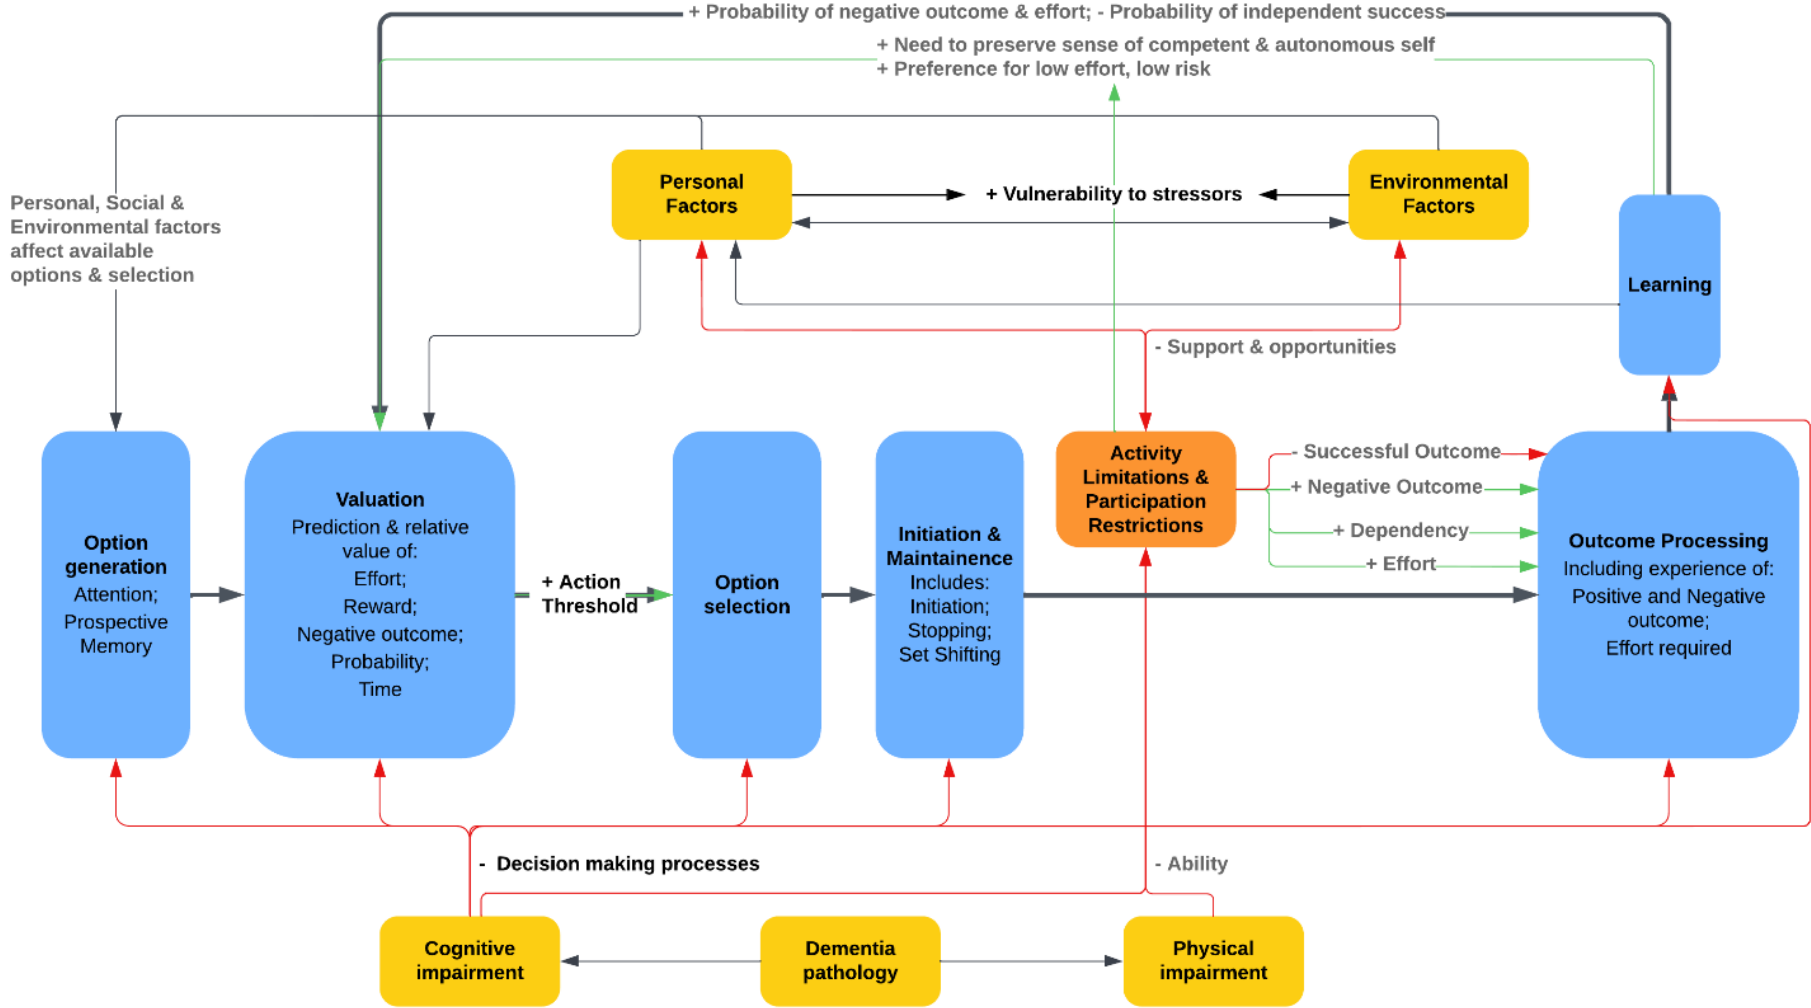 + Probability of negative outcome & effort; - Probability of independent success
+ Need to preserve sense of competent & autonomous self
+ Preference for low effort, low risk
Personal
Factors
+ Vulnerability to stressors
Environmental
Factors
Personal, Social &
Environmental factors
affect available
options & selection
Learning
- Support & opportunities
Option
generation
Attention;
Prospective
Memory
Valuation
Prediction & relative
value of:
Effort;
Reward;
Negative outcome;
Probability;
Time
+ Action
Threshold
Option
selection
Initiation &
Maintainence
Includes:
Initiation;
Stopping;
Set Shifting
Activity
Limitations &
Participation
Restrictions
- Successful Outcome
+ Negative Outcome
+ Dependency
+ Effort
Outcome Processing
Including experience of:
Positive and Negative
outcome;
Effort required
- Decision making processes
- Ability
Cognitive
impairment
Dementia
pathology
Physical
impairment